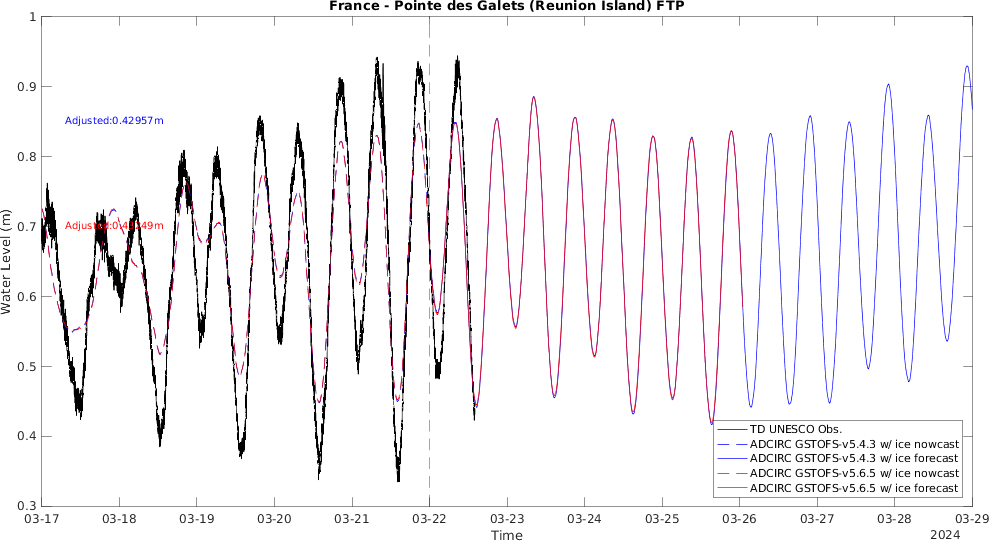 France - Pointe des Galets (Reunion Island) FTP
1
0.9
0.8
0.7
0.6
0.5
0.4
0.3
Water Level (m)
Adjusted:0.42957m
03-17
03-18
03-19
03-20
03-21
03-22
03-23
03-24
03-25
03-26
03-27
03-28
03-29
Time
2024
TD UNESCO Obs.
ADCIRC GSTOFS-v5.4.3 w/ ice nowcast
ADCIRC GSTOFS-v5.4.3 w/ ice forecast
ADCIRC GSTOFS-v5.6.5 w/ ice nowcast
ADCIRC GSTOFS-v5.6.5 w/ ice forecast